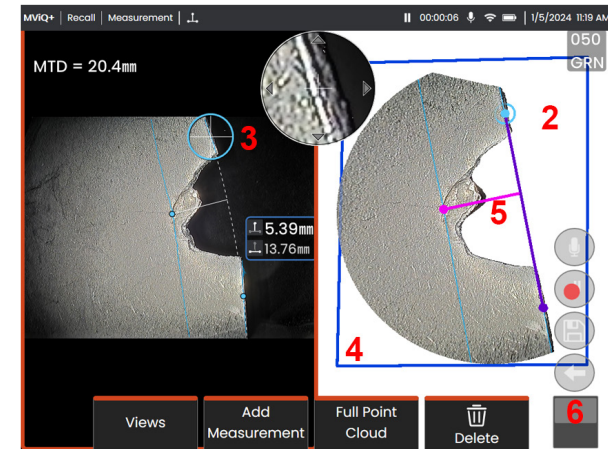 MViQ+ | Recall | Measurement |
00:00:06
1/5/2024 11:19 AM
050
GRN
MTD = 20.4mm
2
3
5
5.39mm
13.76mm
4
6
Views
Add
Measurement
Full Point
Cloud
Delete